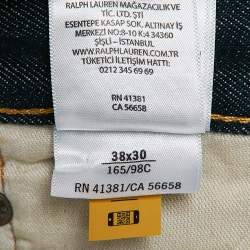 RALPH LAUREN MAĞAZACILIK VE
TİC. LTD. ŞTİ
ESENTEPE KASAP SOK. ALTINAY İŞ
MERKEZİ NO:8-10 K:3-4 34394
ŞİŞLİ - İSTANBUL
WWW.RALPHLAUREN.COM.TR
TÜKETİCİ İLETİŞİM HATTI:
0212 345 69 69
RN 41381
CA 56658
38x30
165/98C
RN 41381/CA 56658